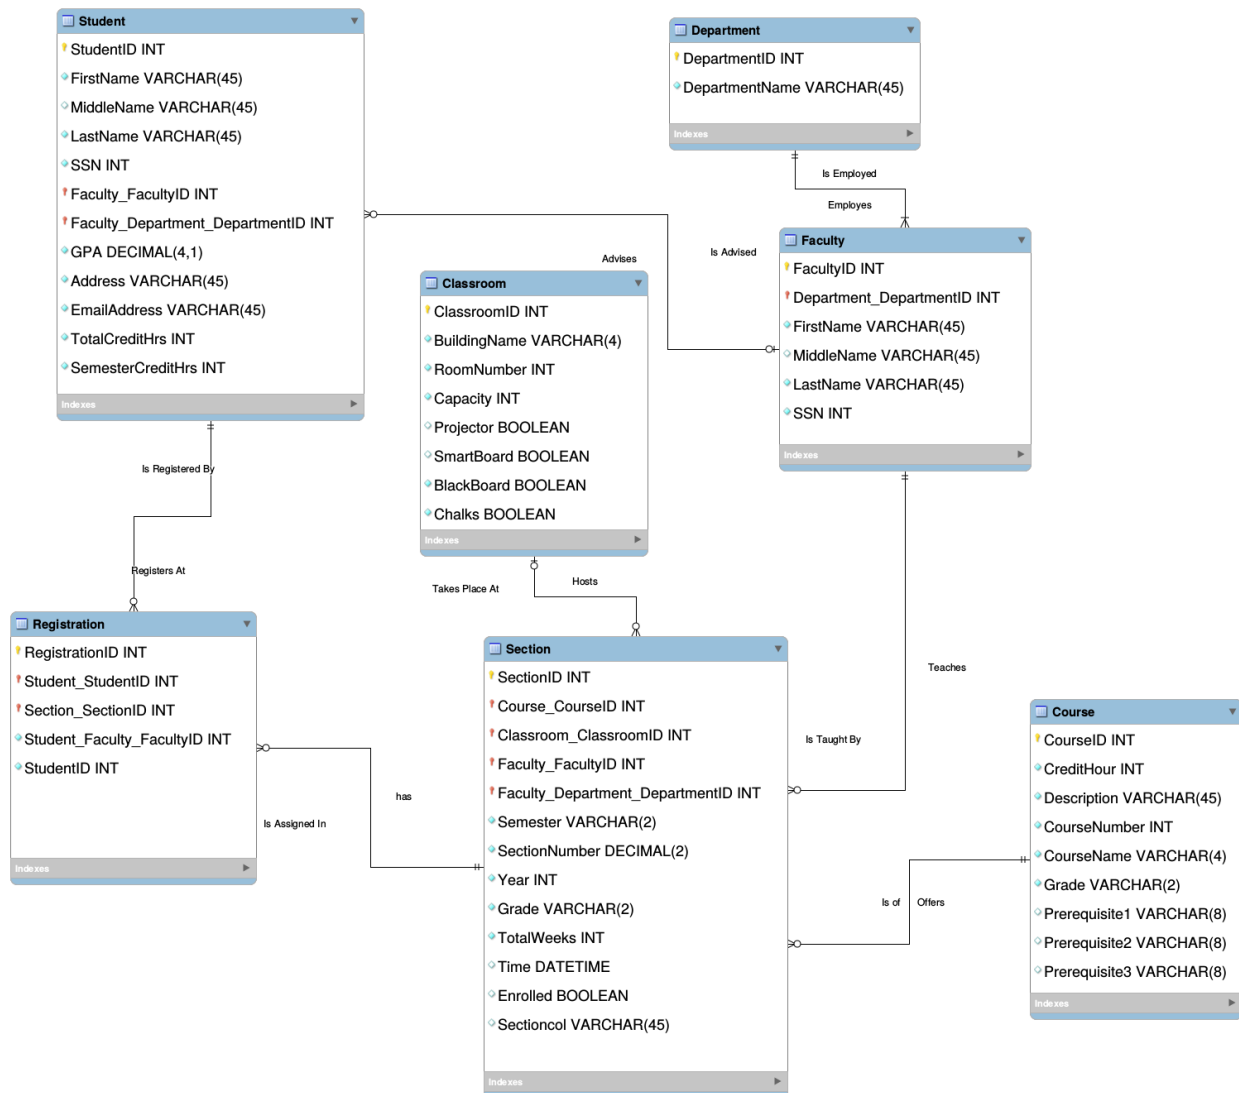 Student
StudentID INT
FirstName VARCHAR(45)
MiddleName VARCHAR(45)
LastName VARCHAR(45)
SSN INT
Faculty_FacultyID INT
Faculty_Department_DepartmentID INT
GPA DECIMAL(4,1)
Address VARCHAR(45)
EmailAddress VARCHAR(45)
TotalCreditHrs INT
SemesterCreditHrs INT
Indexes
Department
DepartmentID INT
DepartmentName VARCHAR(45)
Indexes
Is Employed
Employes
Is Advised
Advises
Faculty
FacultyID INT
Department_DepartmentID INT
FirstName VARCHAR(45)
MiddleName VARCHAR(45)
LastName VARCHAR(45)
SSN INT
Indexes
Classroom
ClassroomID INT
BuildingName VARCHAR(4)
RoomNumber INT
Capacity INT
Projector BOOLEAN
SmartBoard BOOLEAN
BlackBoard BOOLEAN
Chalks BOOLEAN
Indexes
Is Registered By
Registers At
Takes Place At
Hosts
Teaches
Is Taught By
Registration
RegistrationID INT
Student_StudentID INT
Section_SectionID INT
Student_Faculty_FacultyID INT
StudentID INT
Indexes
has
Is Assigned In
Section
SectionID INT
Course_CourseID INT
Classroom_ClassroomID INT
Faculty_FacultyID INT
Faculty_Department_DepartmentID INT
Semester VARCHAR(2)
SectionNumber DECIMAL(2)
Year INT
Grade VARCHAR(2)
TotalWeeks INT
Time DATETIME
Enrolled BOOLEAN
Sectioncol VARCHAR(45)
Indexes
Is of
Offers
Course
CourseID INT
CreditHour INT
Description VARCHAR(45)
CourseNumber INT
CourseName VARCHAR(4)
Grade VARCHAR(2)
Prerequisite1 VARCHAR(8)
Prerequisite2 VARCHAR(8)
Prerequisite3 VARCHAR(8)
Indexes